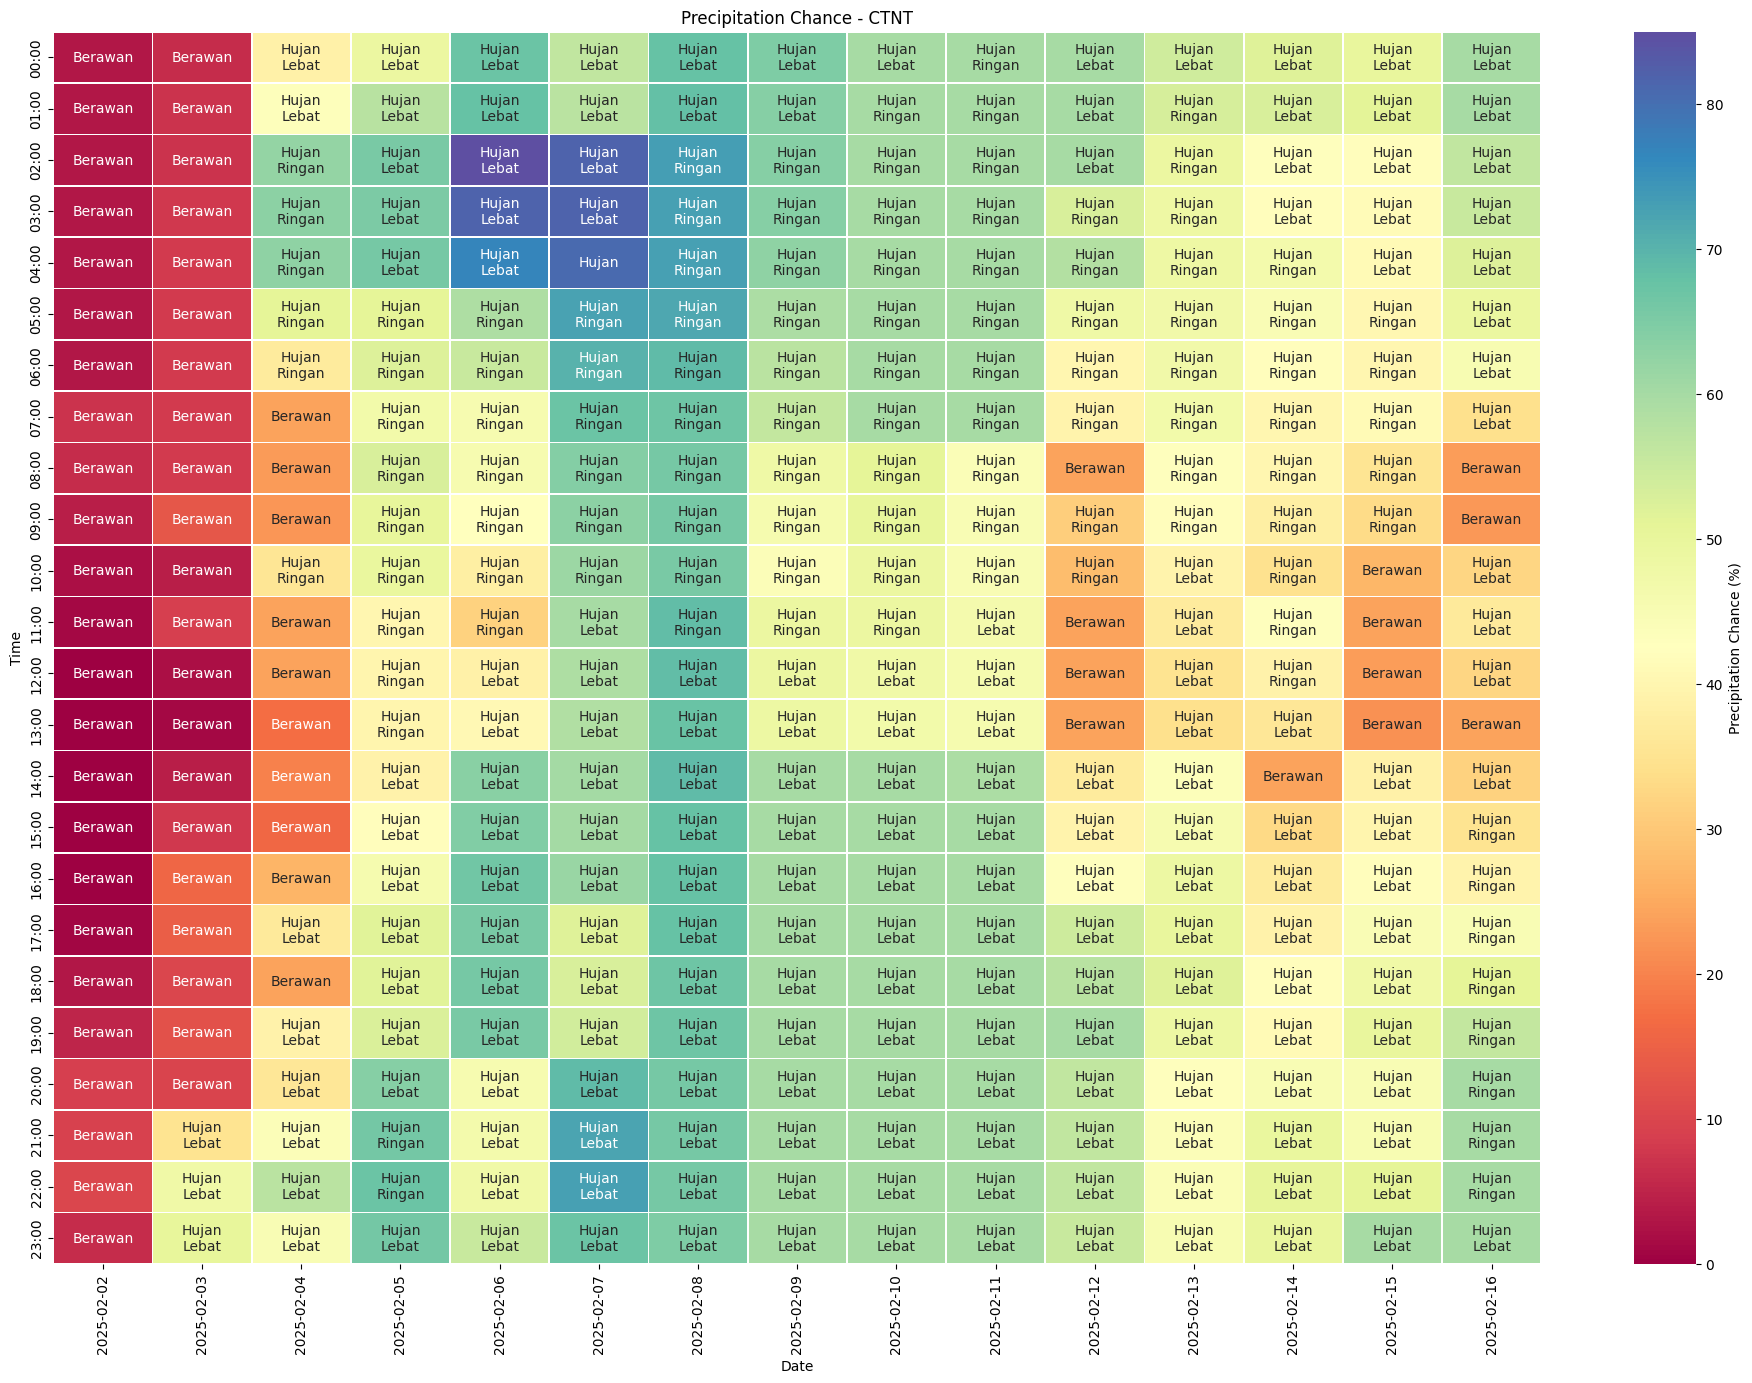 Precipitation Chance - CTNT
00:00 Berawan Berawan Hujan Lebat Hujan Lebat Hujan Lebat Hujan Lebat Hujan Lebat Hujan Lebat Hujan Lebat Hujan Ringan Hujan Lebat Hujan Lebat Hujan Lebat Hujan Lebat Hujan Lebat
01:00 Berawan Berawan Hujan Lebat Hujan Lebat Hujan Lebat Hujan Lebat Hujan Lebat Hujan Lebat Hujan Ringan Hujan Ringan Hujan Lebat Hujan Ringan Hujan Lebat Hujan Lebat Hujan Lebat
02:00 Berawan Berawan Hujan Ringan Hujan Lebat Hujan Lebat Hujan Lebat Hujan Ringan Hujan Ringan Hujan Ringan Hujan Ringan Hujan Lebat Hujan Ringan Hujan Lebat Hujan Lebat Hujan Lebat
03:00 Berawan Berawan Hujan Ringan Hujan Lebat Hujan Lebat Hujan Lebat Hujan Ringan Hujan Ringan Hujan Ringan Hujan Ringan Hujan Ringan Hujan Ringan Hujan Lebat Hujan Lebat Hujan Lebat
04:00 Berawan Berawan Hujan Ringan Hujan Lebat Hujan Lebat Hujan Hujan Ringan Hujan Ringan Hujan Ringan Hujan Ringan Hujan Ringan Hujan Ringan Hujan Ringan Hujan Lebat Hujan Lebat
05:00 Berawan Berawan Hujan Ringan Hujan Ringan Hujan Ringan Hujan Ringan Hujan Ringan Hujan Ringan Hujan Ringan Hujan Ringan Hujan Ringan Hujan Ringan Hujan Ringan Hujan Ringan Hujan Lebat
06:00 Berawan Berawan Hujan Ringan Hujan Ringan Hujan Ringan Hujan Ringan Hujan Ringan Hujan Ringan Hujan Ringan Hujan Ringan Hujan Ringan Hujan Ringan Hujan Ringan Hujan Ringan Hujan Lebat
07:00 Berawan Berawan Berawan Hujan Ringan Hujan Ringan Hujan Ringan Hujan Ringan Hujan Ringan Hujan Ringan Hujan Ringan Hujan Ringan Hujan Ringan Hujan Ringan Hujan Ringan Hujan Lebat
08:00 Berawan Berawan Berawan Hujan Ringan Hujan Ringan Hujan Ringan Hujan Ringan Hujan Ringan Hujan Ringan Hujan Ringan Berawan Hujan Ringan Hujan Ringan Hujan Ringan Berawan
09:00 Berawan Berawan Berawan Hujan Ringan Hujan Ringan Hujan Ringan Hujan Ringan Hujan Ringan Hujan Ringan Hujan Ringan Hujan Ringan Hujan Ringan Hujan Ringan Hujan Ringan Berawan
10:00 Berawan Berawan Hujan Ringan Hujan Ringan Hujan Ringan Hujan Ringan Hujan Ringan Hujan Ringan Hujan Ringan Hujan Ringan Hujan Ringan Hujan Lebat Hujan Ringan Berawan Hujan Lebat
11:00 Berawan Berawan Berawan Hujan Ringan Hujan Ringan Hujan Lebat Hujan Ringan Hujan Ringan Hujan Ringan Hujan Lebat Berawan Hujan Lebat Hujan Ringan Berawan Hujan Lebat
12:00 Berawan Berawan Berawan Hujan Ringan Hujan Lebat Hujan Lebat Hujan Lebat Hujan Lebat Hujan Lebat Hujan Lebat Berawan Hujan Lebat Hujan Ringan Berawan Hujan Lebat
13:00 Berawan Berawan Berawan Hujan Ringan Hujan Lebat Hujan Lebat Hujan Lebat Hujan Lebat Hujan Lebat Hujan Lebat Berawan Hujan Lebat Hujan Lebat Berawan Berawan
14:00 Berawan Berawan Berawan Hujan Lebat Hujan Lebat Hujan Lebat Hujan Lebat Hujan Lebat Hujan Lebat Hujan Lebat Hujan Lebat Hujan Lebat Berawan Hujan Lebat Hujan Lebat
15:00 Berawan Berawan Berawan Hujan Lebat Hujan Lebat Hujan Lebat Hujan Lebat Hujan Lebat Hujan Lebat Hujan Lebat Hujan Lebat Hujan Lebat Hujan Lebat Hujan Lebat Hujan Ringan
16:00 Berawan Berawan Berawan Hujan Lebat Hujan Lebat Hujan Lebat Hujan Lebat Hujan Lebat Hujan Lebat Hujan Lebat Hujan Lebat Hujan Lebat Hujan Lebat Hujan Lebat Hujan Ringan
17:00 Berawan Berawan Hujan Lebat Hujan Lebat Hujan Lebat Hujan Lebat Hujan Lebat Hujan Lebat Hujan Lebat Hujan Lebat Hujan Lebat Hujan Lebat Hujan Lebat Hujan Lebat Hujan Ringan
18:00 Berawan Berawan Berawan Hujan Lebat Hujan Lebat Hujan Lebat Hujan Lebat Hujan Lebat Hujan Lebat Hujan Lebat Hujan Lebat Hujan Lebat Hujan Lebat Hujan Lebat Hujan Ringan
19:00 Berawan Berawan Hujan Lebat Hujan Lebat Hujan Lebat Hujan Lebat Hujan Lebat Hujan Lebat Hujan Lebat Hujan Lebat Hujan Lebat Hujan Lebat Hujan Lebat Hujan Lebat Hujan Ringan
20:00 Berawan Berawan Hujan Lebat Hujan Lebat Hujan Lebat Hujan Lebat Hujan Lebat Hujan Lebat Hujan Lebat Hujan Lebat Hujan Lebat Hujan Lebat Hujan Lebat Hujan Lebat Hujan Ringan
21:00 Berawan Hujan Lebat Hujan Lebat Hujan Ringan Hujan Lebat Hujan Lebat Hujan Lebat Hujan Lebat Hujan Lebat Hujan Lebat Hujan Lebat Hujan Lebat Hujan Lebat Hujan Lebat Hujan Ringan
22:00 Berawan Hujan Lebat Hujan Lebat Hujan Ringan Hujan Lebat Hujan Lebat Hujan Lebat Hujan Lebat Hujan Lebat Hujan Lebat Hujan Lebat Hujan Lebat Hujan Lebat Hujan Lebat Hujan Ringan
23:00 Berawan Hujan Lebat Hujan Lebat Hujan Lebat Hujan Lebat Hujan Lebat Hujan Lebat Hujan Lebat Hujan Lebat Hujan Lebat Hujan Lebat Hujan Lebat Hujan Lebat Hujan Lebat Hujan Lebat
Time
2025-02-02 2025-02-03 2025-02-04 2025-02-05 2025-02-06 2025-02-07 2025-02-08 2025-02-09 2025-02-10 2025-02-11 2025-02-12 2025-02-13 2025-02-14 2025-02-15 2025-02-16
Date
80
70
60
50
40
30
20
10
0
Precipitation Chance (%)